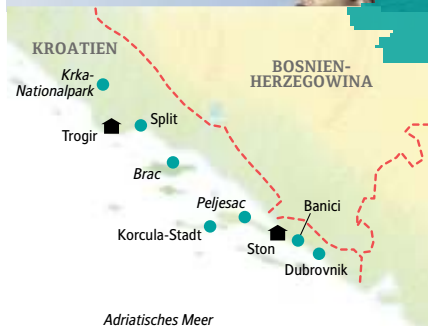 KROATIEN
BOSNIEN-
HERZEGOWINA
Krka-
Nationalpark
Split
Trogir
Brac
Peljesac
Banici
Korcula-Stadt
Ston
Dubrovnik
Adriatisches Meer